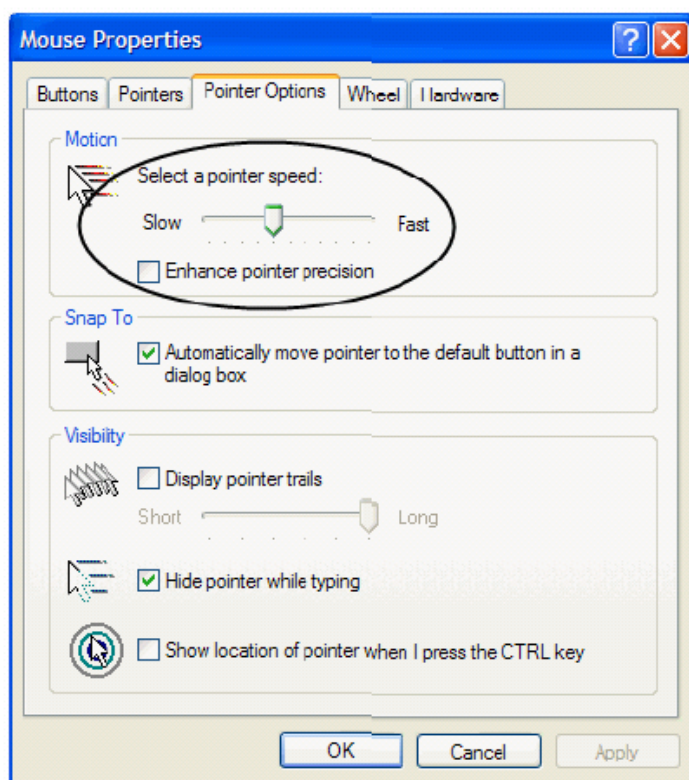 Mouse Properties
Buttons Pointers Pointer Options Wheel Hardware
Motion
Select a pointer speed:
Slow Fast
Enhance pointer precision
Snap To
Automatically move pointer to the default button in a
dialog box
Visibility
Display pointer trails
Short Long
Hide pointer while typing
Show location of pointer when I press the CTRL key
OK Cancel Apply